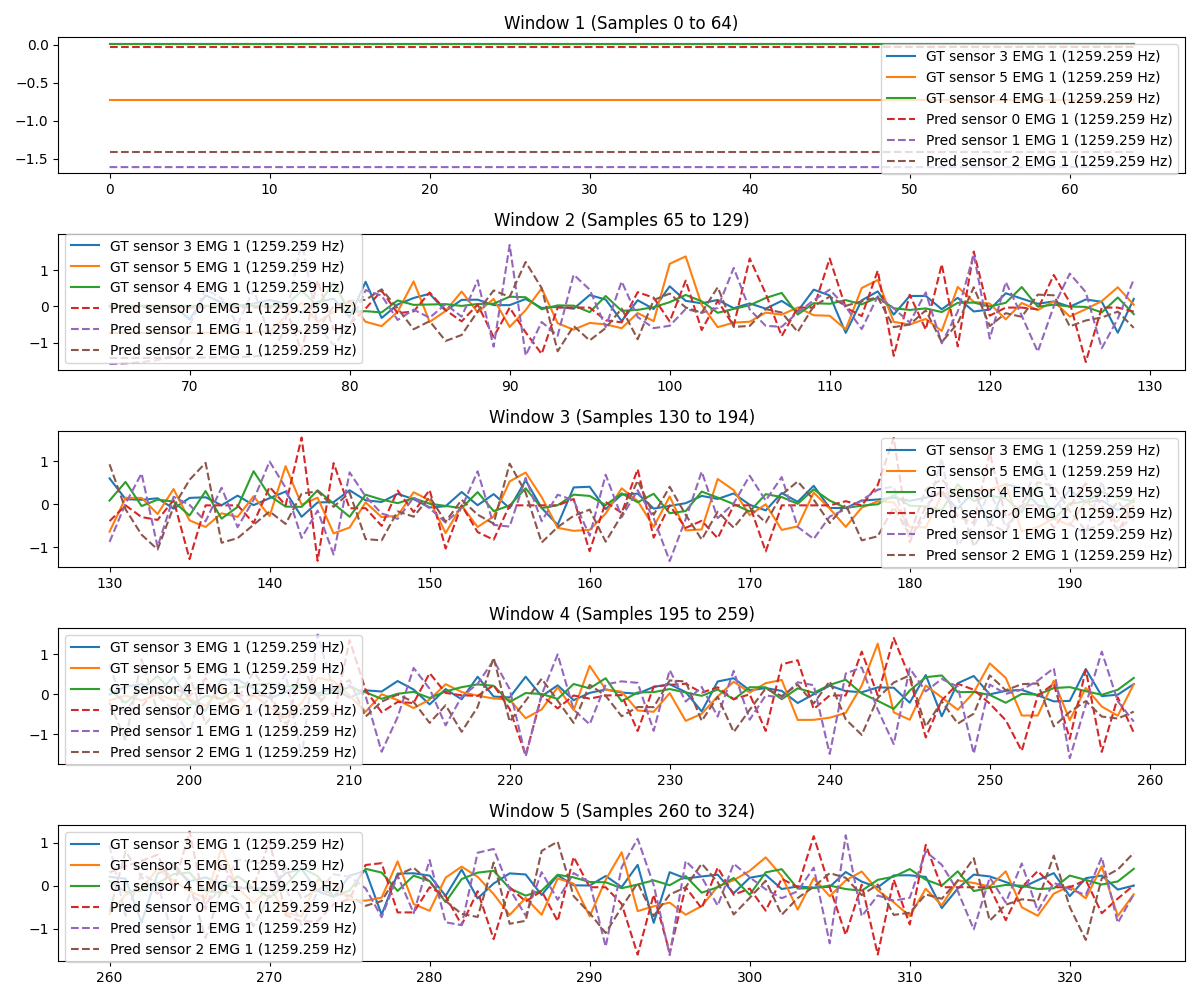 Window 1 (Samples 0 to 64)
0.0
−0.5
−1.0
−1.5
GT sensor 3 EMG 1 (1259.259 Hz)
GT sensor 5 EMG 1 (1259.259 Hz)
GT sensor 4 EMG 1 (1259.259 Hz)
Pred sensor 0 EMG 1 (1259.259 Hz)
Pred sensor 1 EMG 1 (1259.259 Hz)
Pred sensor 2 EMG 1 (1259.259 Hz)
0 10 20 30 40 50 60
Window 2 (Samples 65 to 129)
1
0
−1
GT sensor 3 EMG 1 (1259.259 Hz)
GT sensor 5 EMG 1 (1259.259 Hz)
GT sensor 4 EMG 1 (1259.259 Hz)
Pred sensor 0 EMG 1 (1259.259 Hz)
Pred sensor 1 EMG 1 (1259.259 Hz)
Pred sensor 2 EMG 1 (1259.259 Hz)
70 80 90 100 110 120 130
Window 3 (Samples 130 to 194)
1
0
−1
GT sensor 3 EMG 1 (1259.259 Hz)
GT sensor 5 EMG 1 (1259.259 Hz)
GT sensor 4 EMG 1 (1259.259 Hz)
Pred sensor 0 EMG 1 (1259.259 Hz)
Pred sensor 1 EMG 1 (1259.259 Hz)
Pred sensor 2 EMG 1 (1259.259 Hz)
130 140 150 160 170 180 190
Window 4 (Samples 195 to 259)
1
0
−1
GT sensor 3 EMG 1 (1259.259 Hz)
GT sensor 5 EMG 1 (1259.259 Hz)
GT sensor 4 EMG 1 (1259.259 Hz)
Pred sensor 0 EMG 1 (1259.259 Hz)
Pred sensor 1 EMG 1 (1259.259 Hz)
Pred sensor 2 EMG 1 (1259.259 Hz)
200 210 220 230 240 250 260
Window 5 (Samples 260 to 324)
1
0
−1
GT sensor 3 EMG 1 (1259.259 Hz)
GT sensor 5 EMG 1 (1259.259 Hz)
GT sensor 4 EMG 1 (1259.259 Hz)
Pred sensor 0 EMG 1 (1259.259 Hz)
Pred sensor 1 EMG 1 (1259.259 Hz)
Pred sensor 2 EMG 1 (1259.259 Hz)
260 270 280 290 300 310 320